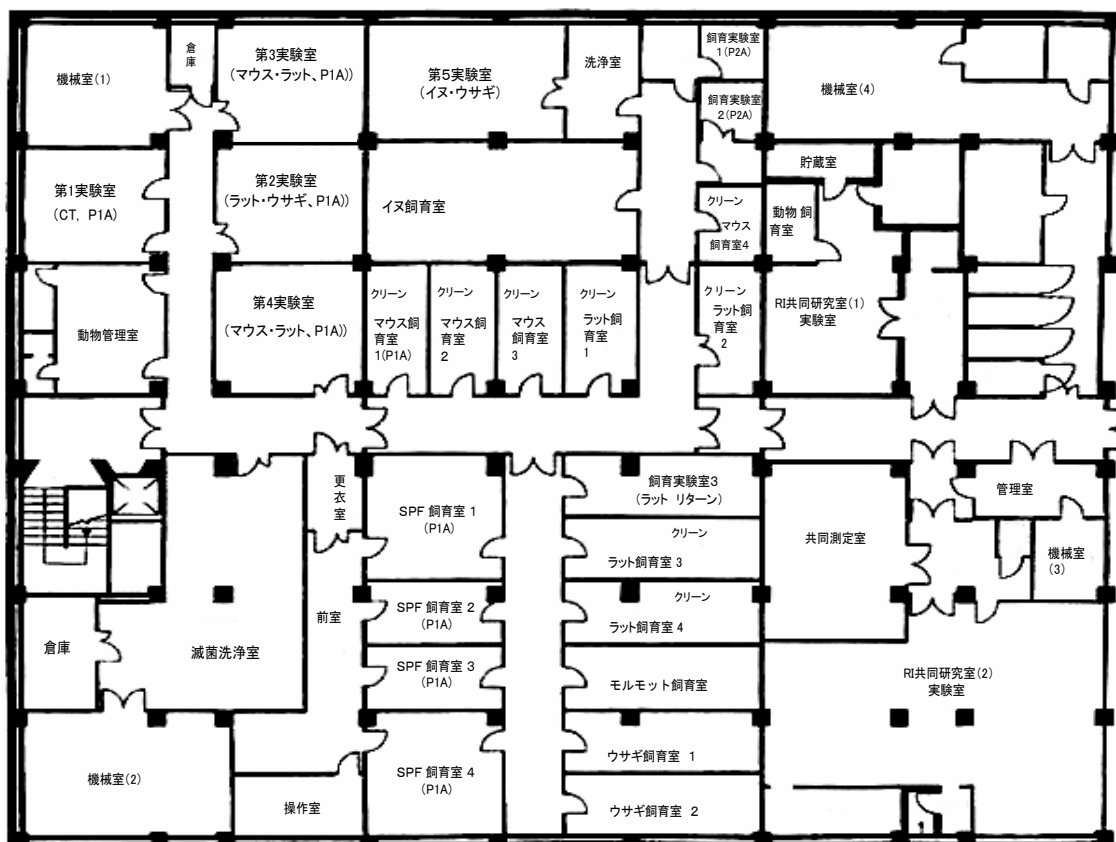 機械室(1)
倉
庫
第3実験室
(マウス・ラット、P1A))
第5実験室
(イヌ・ウサギ)
洗浄室
飼育実験室
1(P2A)
飼育実験室
2(P2A)
機械室(4)
第1実験室
(CT, P1A)
第2実験室
(ラット・ウサギ、P1A))
イヌ飼育室
クリーン
マウス
飼育室4
貯蔵室
動物 飼
育室
動物管理室
第4実験室
(マウス・ラット、P1A))
クリーン
マウス飼
育室
1(P1A)
クリーン
マウス飼
育室
2
クリーン
マウス
飼育室
3
クリーン
ラット飼
育室
1
クリーン
ラット飼
育室
2
RI共同研究室(1)
実験室
更
衣
室
SPF 飼育室 1
(P1A)
飼育実験室3
(ラット リターン)
クリーン
ラット飼育室 3
共同測定室
管理室
機械室
(3)
倉庫
滅菌洗浄室
前室
SPF 飼育室 2
(P1A)
クリーン
ラット飼育室 4
SPF 飼育室 3
(P1A)
モルモット飼育室
RI共同研究室(2)
実験室
機械室(2)
操作室
SPF 飼育室 4
(P1A)
ウサギ飼育室 1
ウサギ飼育室 2